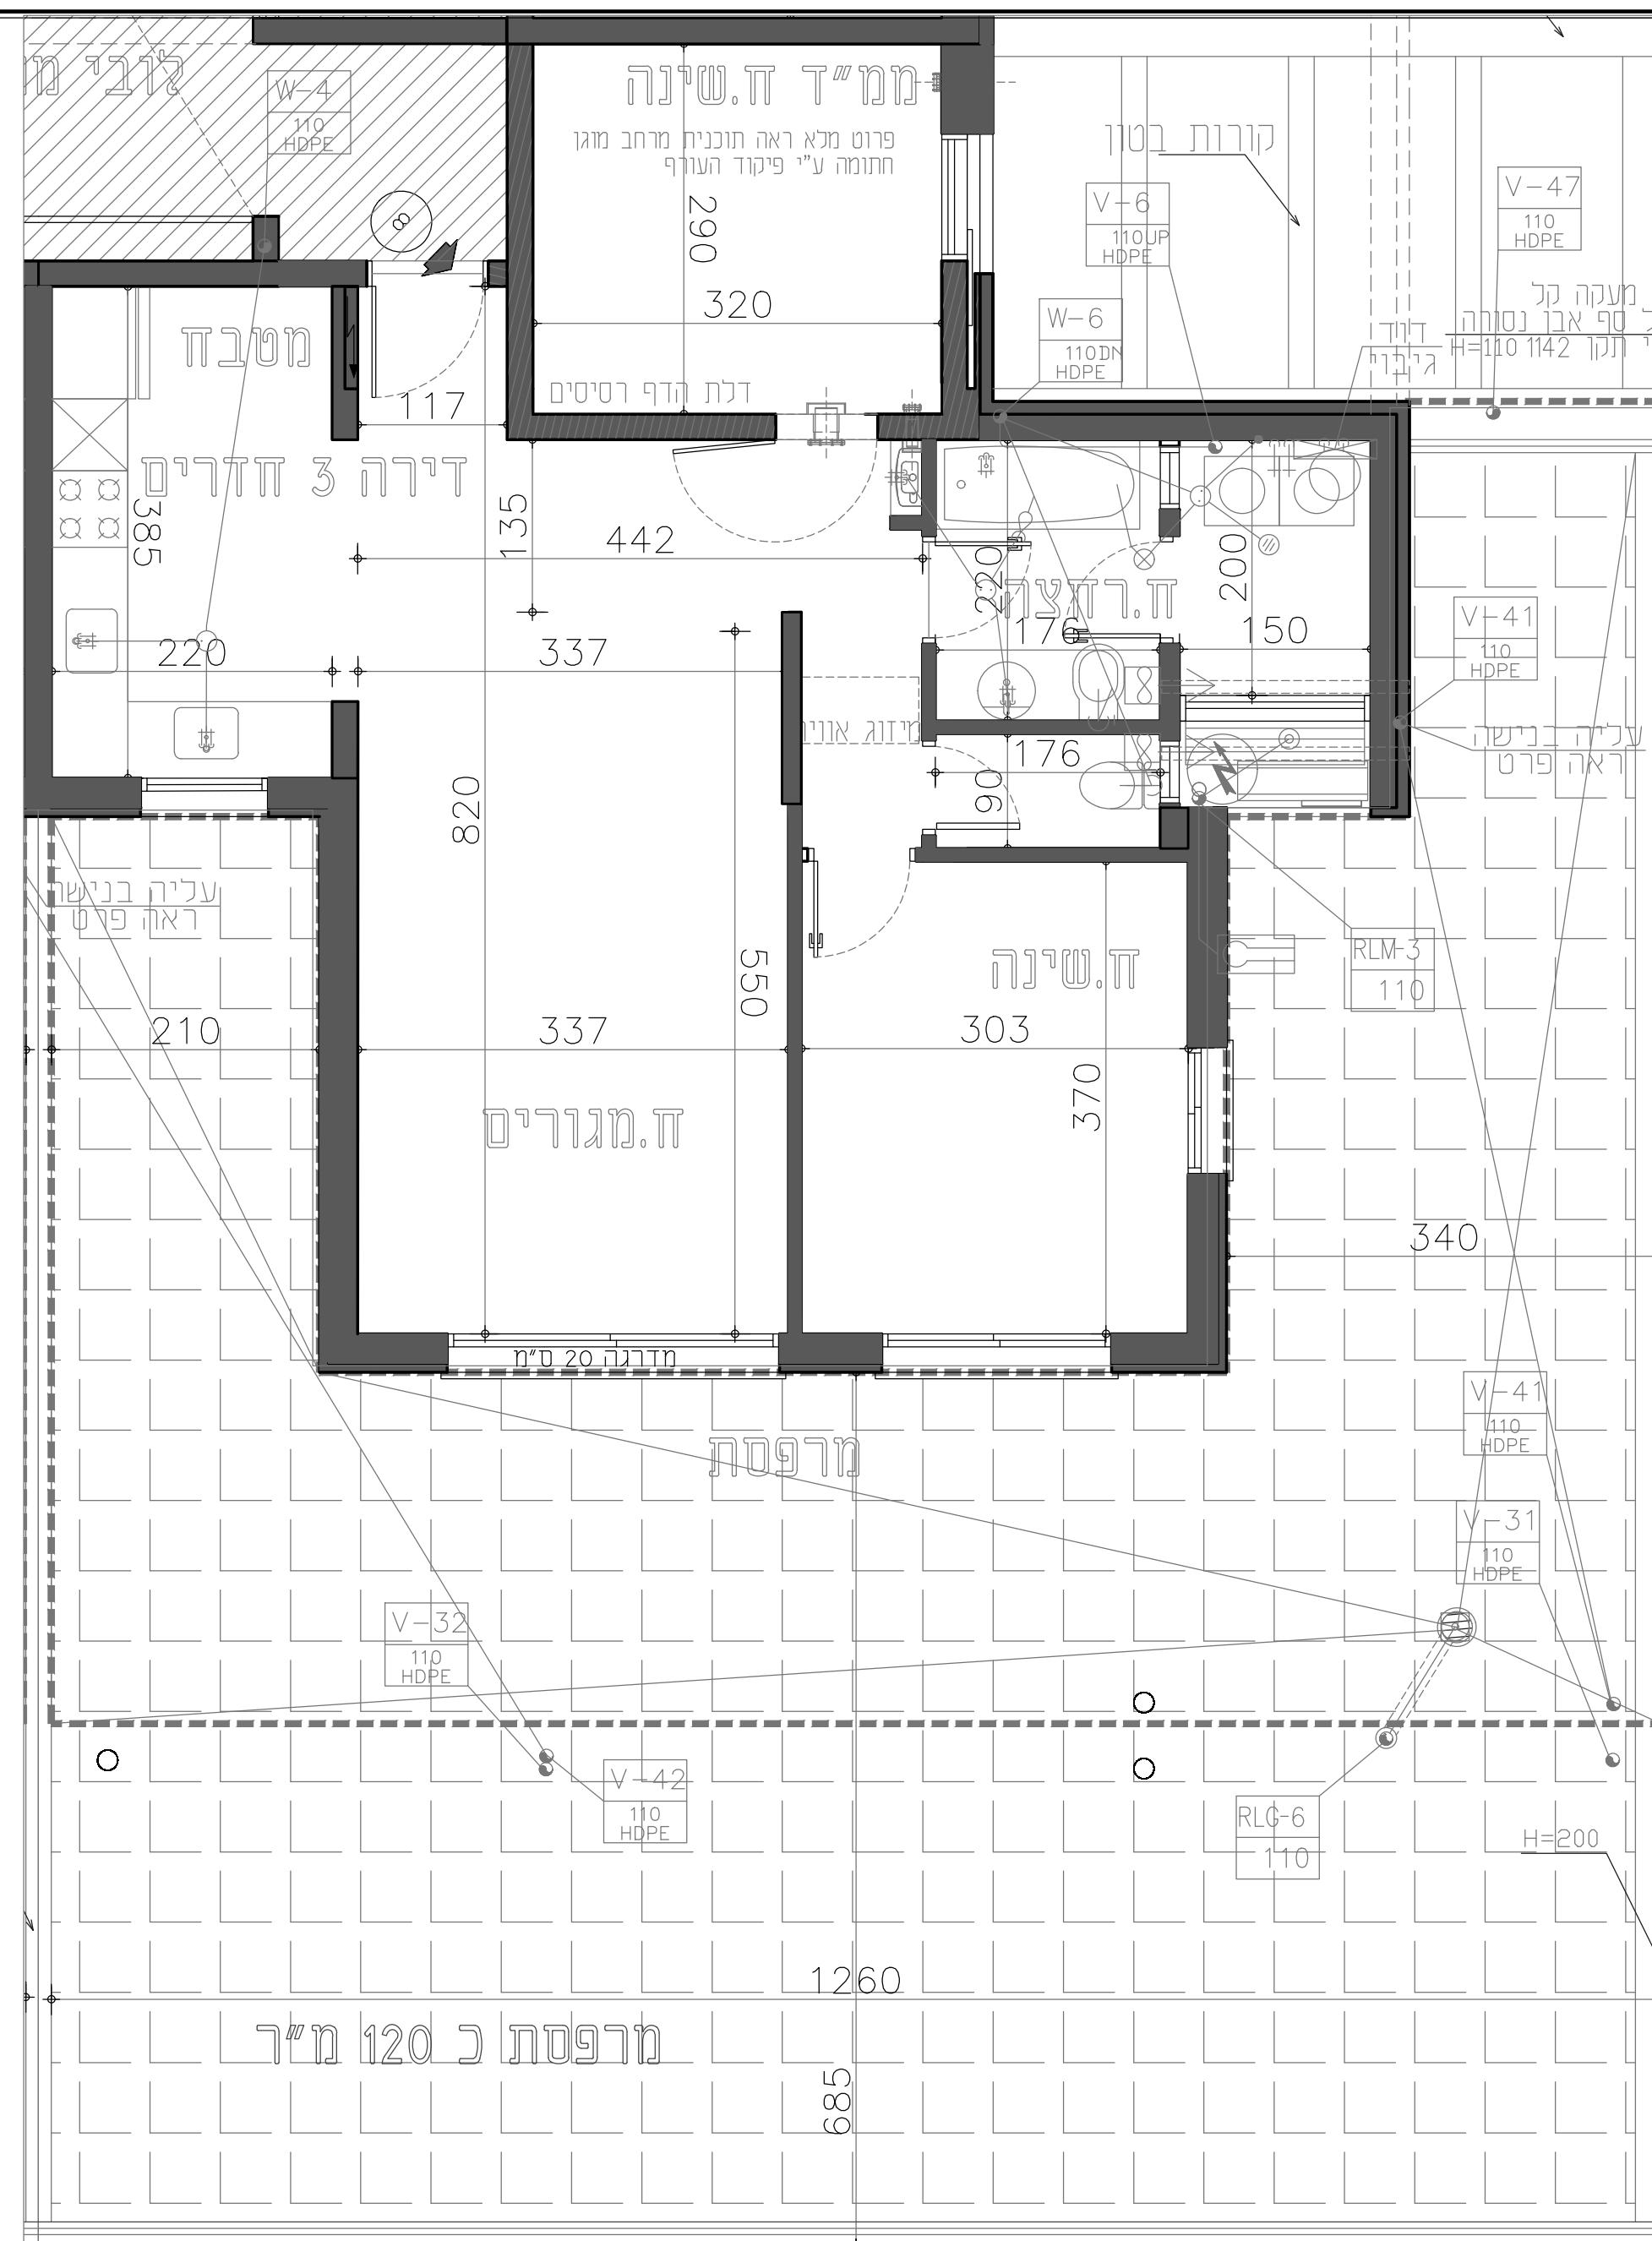 לובי
W-4
110
HDPE
8
ממ״ד ח.שינה
פרוט מלא ראה תוכנית מרחב מוגן
חתומה ע"י פיקוד העורף
290
320
דלת הדף רסיסים
קורות בטון
V-6
110UP
HDPE
V-47
110
HDPE
W-6
110DN
HDPE
מעקה קל
סף אבן נסורה
תקן 1142 H=110
דוד
גיבוי
מטבח
117
דירה 3 חדרים
385
135
442
220
337
ח.רחצה
220
176
200
150
V-41
110
HDPE
מיזוג אוויר
עליה בנישה
ראה פרט
176
90
820
עליה בנישה
ראה פרט
550
ח.שינה
RLM-3
110
210
337
303
370
ח.מגורים
340
מדרגה 20 ס״מ
מרפסת
V-41
110
HDPE
V-31
110
HDPE
V-32
110
HDPE
V-42
110
HDPE
RLG-6
110
H=200
1260
מרפסת כ 120 מ״ר
685